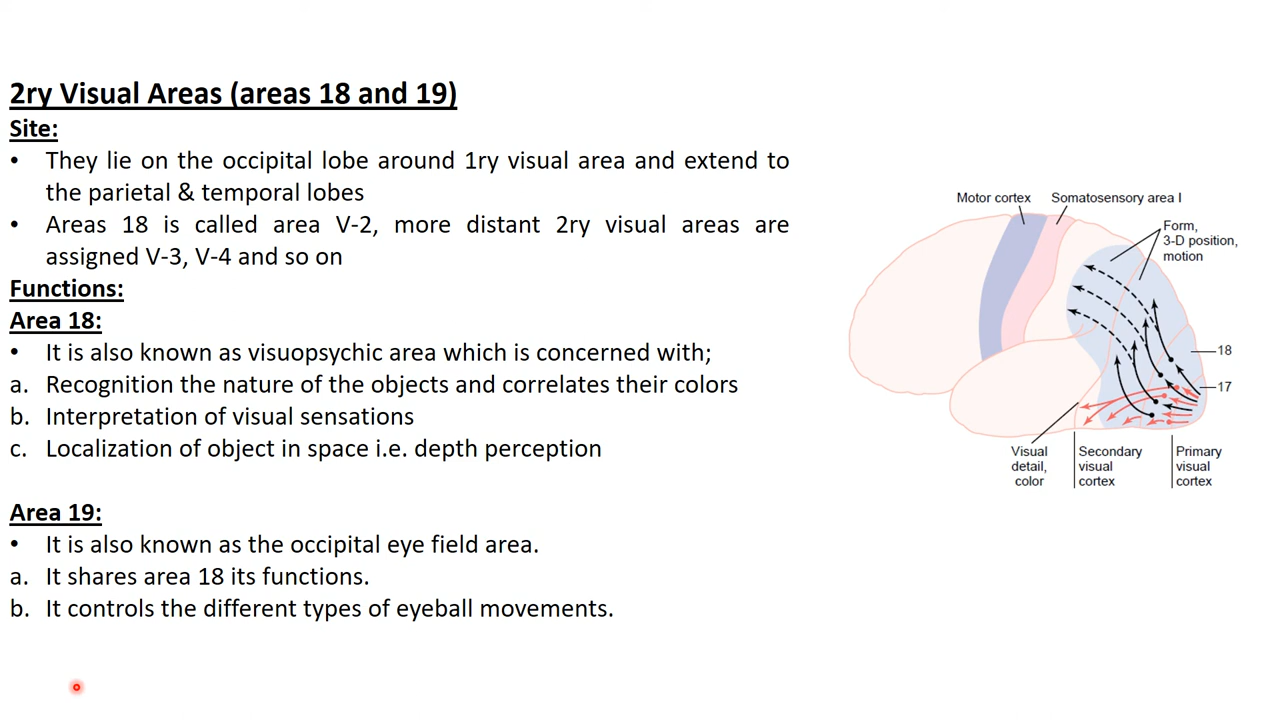 2ry Visual Areas (areas 18 and 19)
Site:
• They lie on the occipital lobe around 1ry visual area and extend to
the parietal & temporal lobes
• Areas 18 is called area V-2, more distant 2ry visual areas are
assigned V-3, V-4 and so on
Functions:
Area 18:
• It is also known as visuopsychic area which is concerned with;
a. Recognition the nature of the objects and correlates their colors
b. Interpretation of visual sensations
c. Localization of object in space i.e. depth perception
Area 19:
• It is also known as the occipital eye field area.
a. It shares area 18 its functions.
b. It controls the different types of eyeball movements.
Motor cortex
Somatosensory area I
Form,
3-D position,
motion
18
17
Visual
detail,
color
Secondary
visual
cortex
Primary
visual
cortex